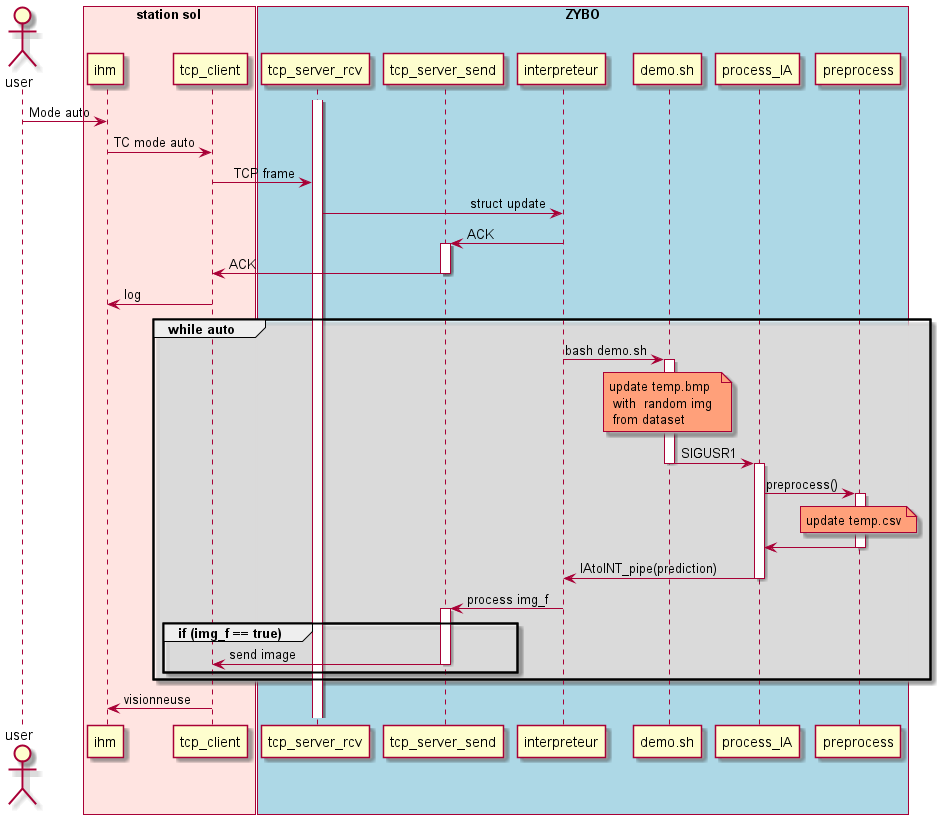 station sol
ZYBO
user
ihm
tcp_client
tcp_server_rcv
tcp_server_send
interpreteur
demo.sh
process_IA
preprocess
Mode auto
TC mode auto
TCP frame
struct update
ACK
ACK
log
while auto
bash demo.sh
update temp.bmp
with random img
from dataset
SIGUSR1
preprocess()
update temp.csv
IAtoINT_pipe(prediction)
process img_f
if (img_f == true)
send image
visionneuse
user
ihm
tcp_client
tcp_server_rcv
tcp_server_send
interpreteur
demo.sh
process_IA
preprocess